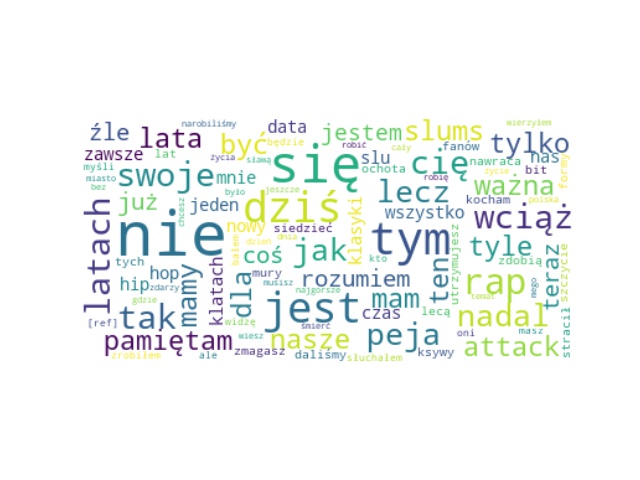 narobiliśmy
data
wierzyłem
źle
lata
być
będzie
jestem
slums
tylko
zawsze
lat
życia
sława
się
robić
cały
fanów
slu
cię
nawraca
nas
myśli
miasto
bez
swoje
mnie
było
jeszcze
ochota
robię
życie
bit
ważna
formy
lecz
kocham
polska
latach
już
chcesz
jeden
dziś
klasyki
wszystko
wciąż
nie
nowy
siedzieć
dnia
tym
tyle
tych
bałem
dzień
coś
jak
kto
utrzymujesz
ten
zdobią
teraz
szczycie
hip
hop
zdarzy
mamy
klatach
dla
mury
musisz
rozumiem
najgorsze
mam
rap
temat
mego
gdzie
jest
czas
lecą
nadal
[ref]
tak
widzę
śmierć
peja
oni
masz
stracił
pamiętam
wiesz
nasze
attack
zrobiłem
ale
zmagasz
daliśmy
słuchałem
ksywy